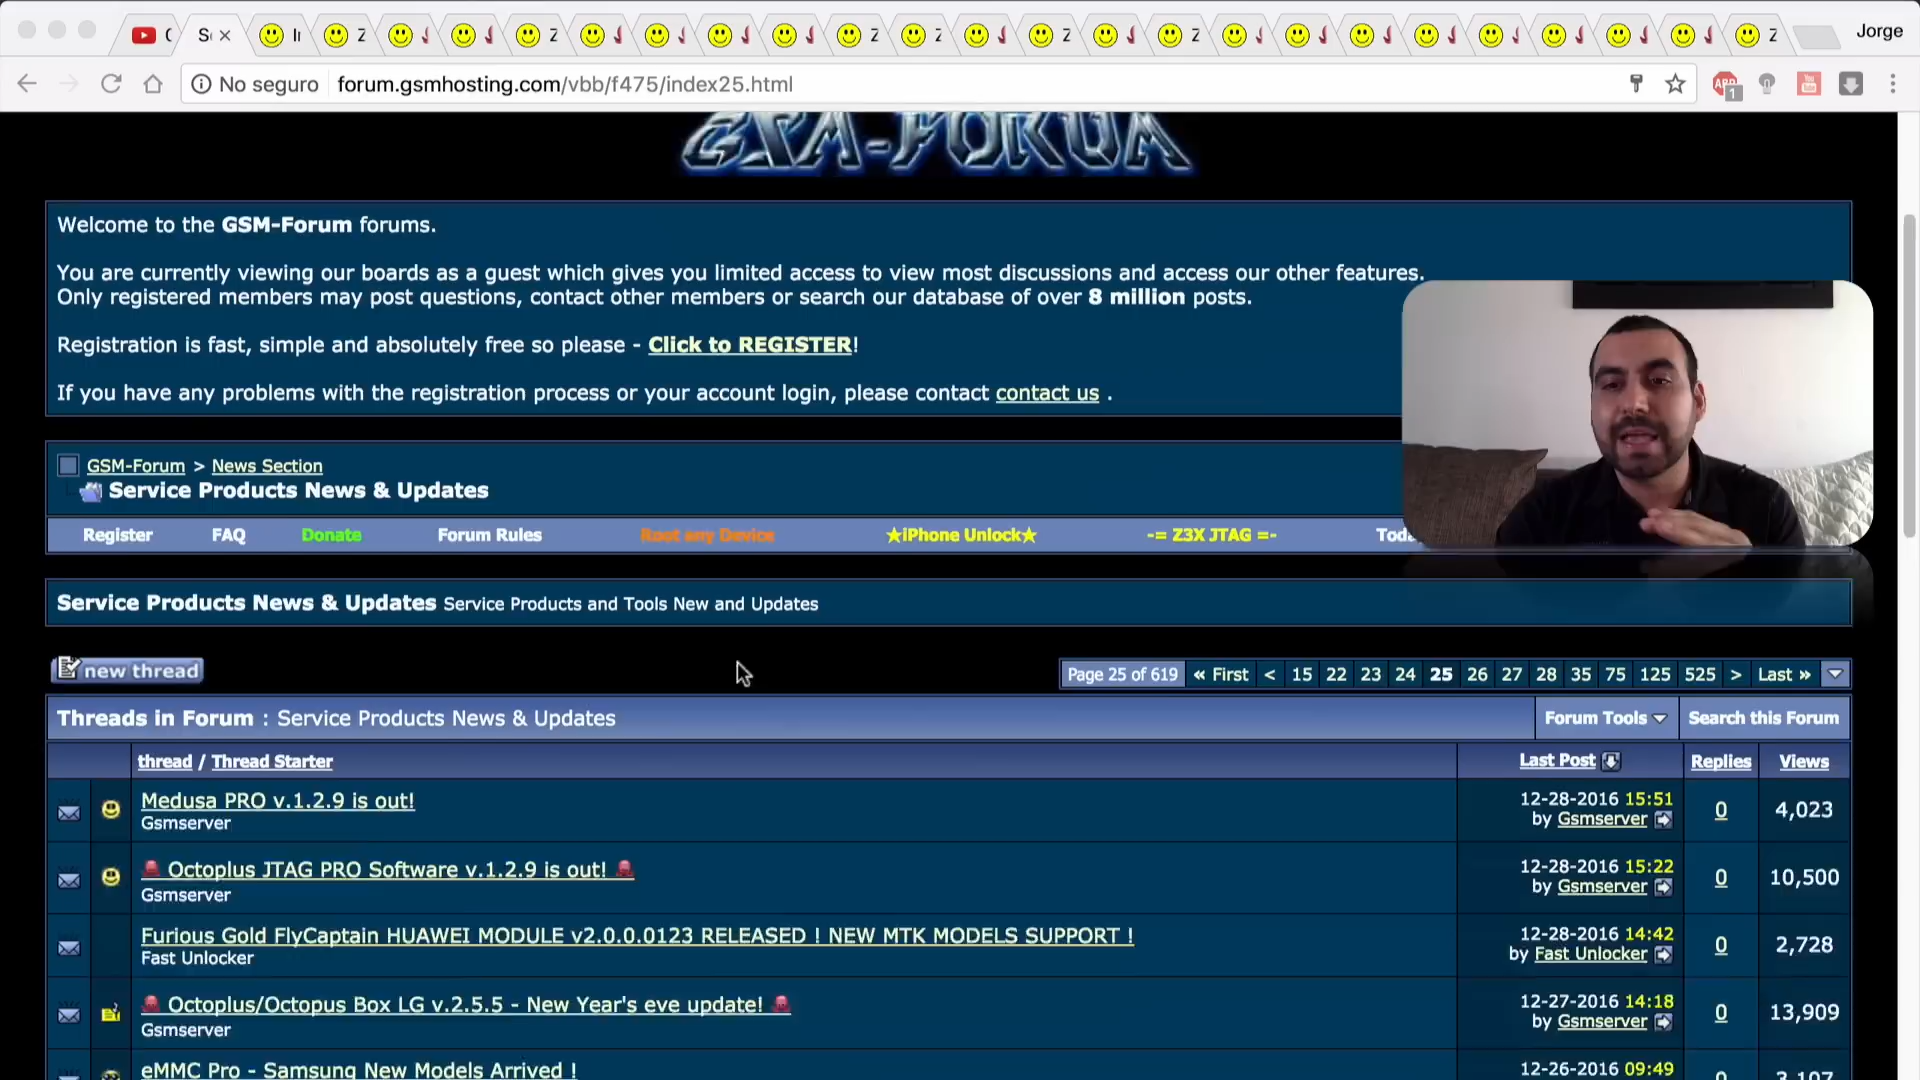 S
Jorge
No seguro
forum.gsmhosting.com/vbb/f475/index25.html
GSM-FORUM
Welcome to the GSM-Forum forums.
You are currently viewing our boards as a guest which gives you limited access to view most discussions and access our other features.
Only registered members may post questions, contact other members or search our database of over 8 million posts.
Registration is fast, simple and absolutely free so please - Click to REGISTER!
If you have any problems with the registration process or your account login, please contact contact us .
GSM-Forum > News Section
Service Products News & Updates
Register FAQ Donate Forum Rules Root any Device ★iPhone Unlock★ -= Z3X JTAG =-
Service Products News & Updates Service Products and Tools New and Updates
new thread
Page 25 of 619 « First < 15 22 23 24 25 26 27 28 35 75 125 525 > Last »
Threads in Forum : Service Products News & Updates Forum Tools Search this Forum
thread / Thread Starter Last Post Replies Views
Medusa PRO v.1.2.9 is out!
Gsmserver
12-28-2016 15:51
by Gsmserver
0 4,023
Octoplus JTAG PRO Software v.1.2.9 is out!
Gsmserver
12-28-2016 15:22
by Gsmserver
0 10,500
Furious Gold FlyCaptain HUAWEI MODULE v2.0.0.0123 RELEASED ! NEW MTK MODELS SUPPORT !
Fast Unlocker
12-28-2016 14:42
by Fast Unlocker
0 2,728
Octoplus/Octopus Box LG v.2.5.5 - New Year's eve update!
Gsmserver
12-27-2016 14:18
by Gsmserver
0 13,909
eMMC Pro - Samsung New Models Arrived !
12-26-2016 09:49
0 3,107